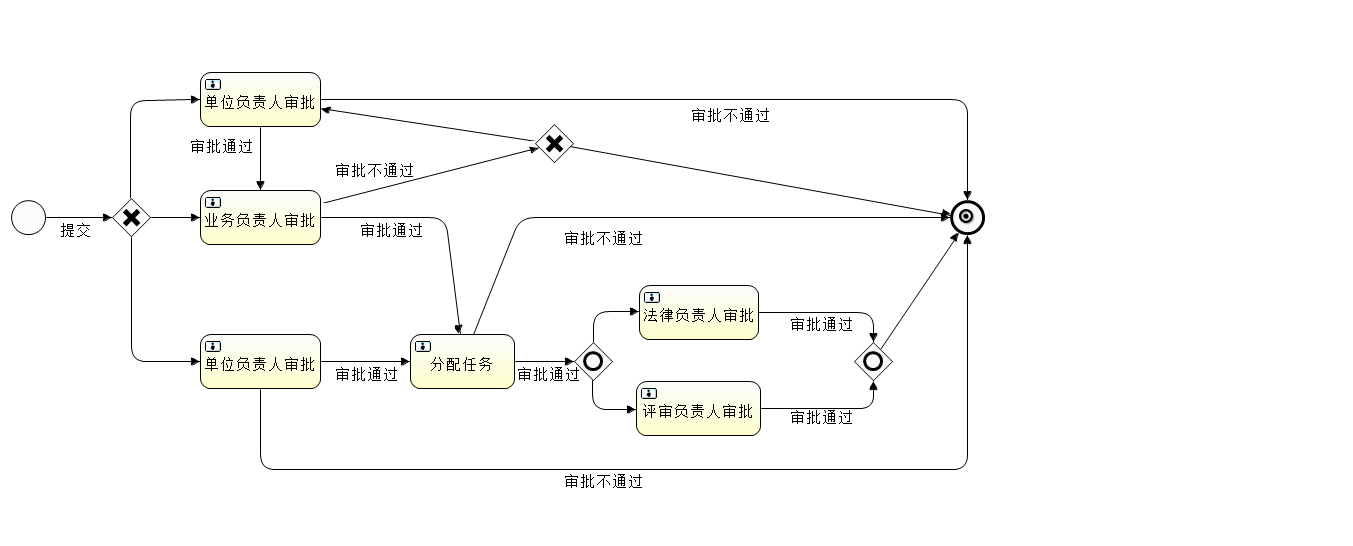 单位负责人审批
审批不通过
审批通过
审批不通过
提交
业务负责人审批
审批通过
审批不通过
法律负责人审批
审批通过
单位负责人审批
审批通过
分配任务
审批通过
评审负责人审批
审批通过
审批不通过